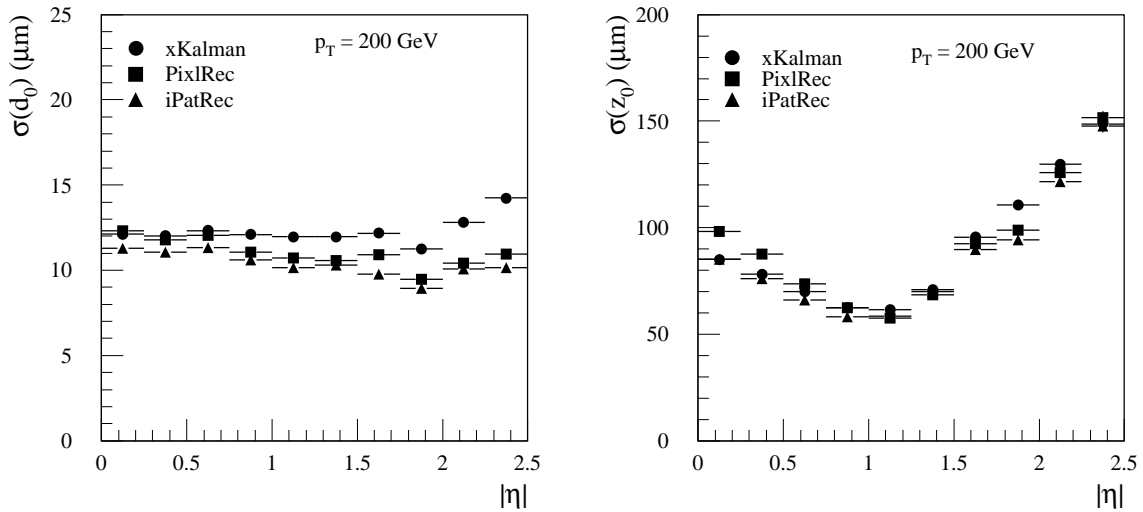 σ(d₀) (μm)
25
20
15
10
5
0
xKalman
PixlRec
iPatRec
p_T = 200 GeV
0 0.5 1 1.5 2 2.5
|η|
σ(z₀) (μm)
200
150
100
50
0
p_T = 200 GeV
xKalman
PixlRec
iPatRec
0 0.5 1 1.5 2 2.5
|η|